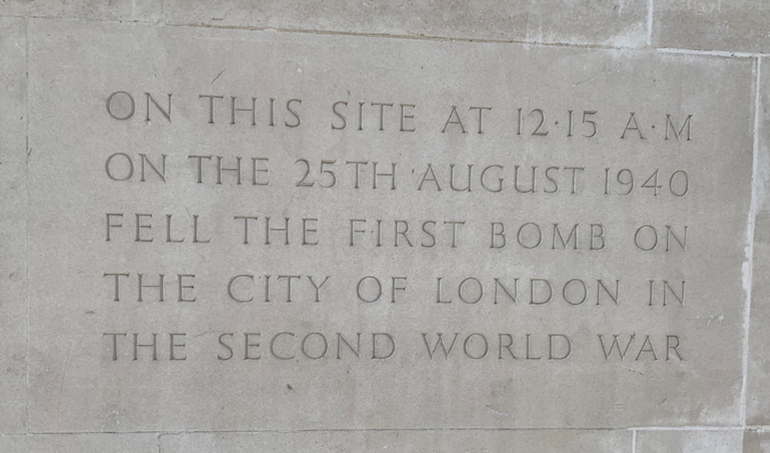 ON THIS SITE AT 12·15 A·M
ON THE 25TH AUGUST 1940
FELL THE FIRST BOMB ON
THE CITY OF LONDON IN
THE SECOND WORLD WAR